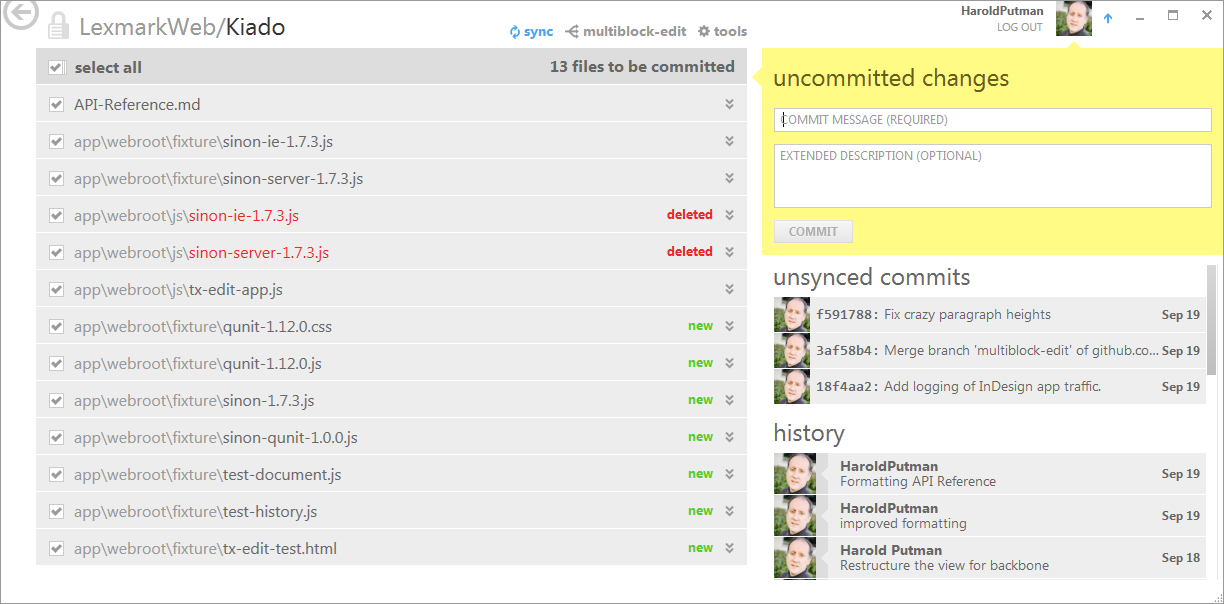 LexmarkWeb/Kiado
sync multiblock-edit tools
HaroldPutman
LOG OUT
select all 13 files to be committed
API-Reference.md
app\webroot\fixture\sinon-ie-1.7.3.js
app\webroot\fixture\sinon-server-1.7.3.js
app\webroot\js\sinon-ie-1.7.3.js deleted
app\webroot\js\sinon-server-1.7.3.js deleted
app\webroot\js\tx-edit-app.js
app\webroot\fixture\qunit-1.12.0.css new
app\webroot\fixture\qunit-1.12.0.js new
app\webroot\fixture\sinon-1.7.3.js new
app\webroot\fixture\sinon-qunit-1.0.0.js new
app\webroot\fixture\test-document.js new
app\webroot\fixture\test-history.js new
app\webroot\fixture\tx-edit-test.html new
uncommitted changes
COMMIT MESSAGE (REQUIRED)
EXTENDED DESCRIPTION (OPTIONAL)
COMMIT
unsynced commits
f591788: Fix crazy paragraph heights Sep 19
3af58b4: Merge branch 'multiblock-edit' of github.co... Sep 19
18f4aa2: Add logging of InDesign app traffic. Sep 19
history
HaroldPutman
Formatting API Reference Sep 19
HaroldPutman
improved formatting Sep 19
Harold Putman
Restructure the view for backbone Sep 18